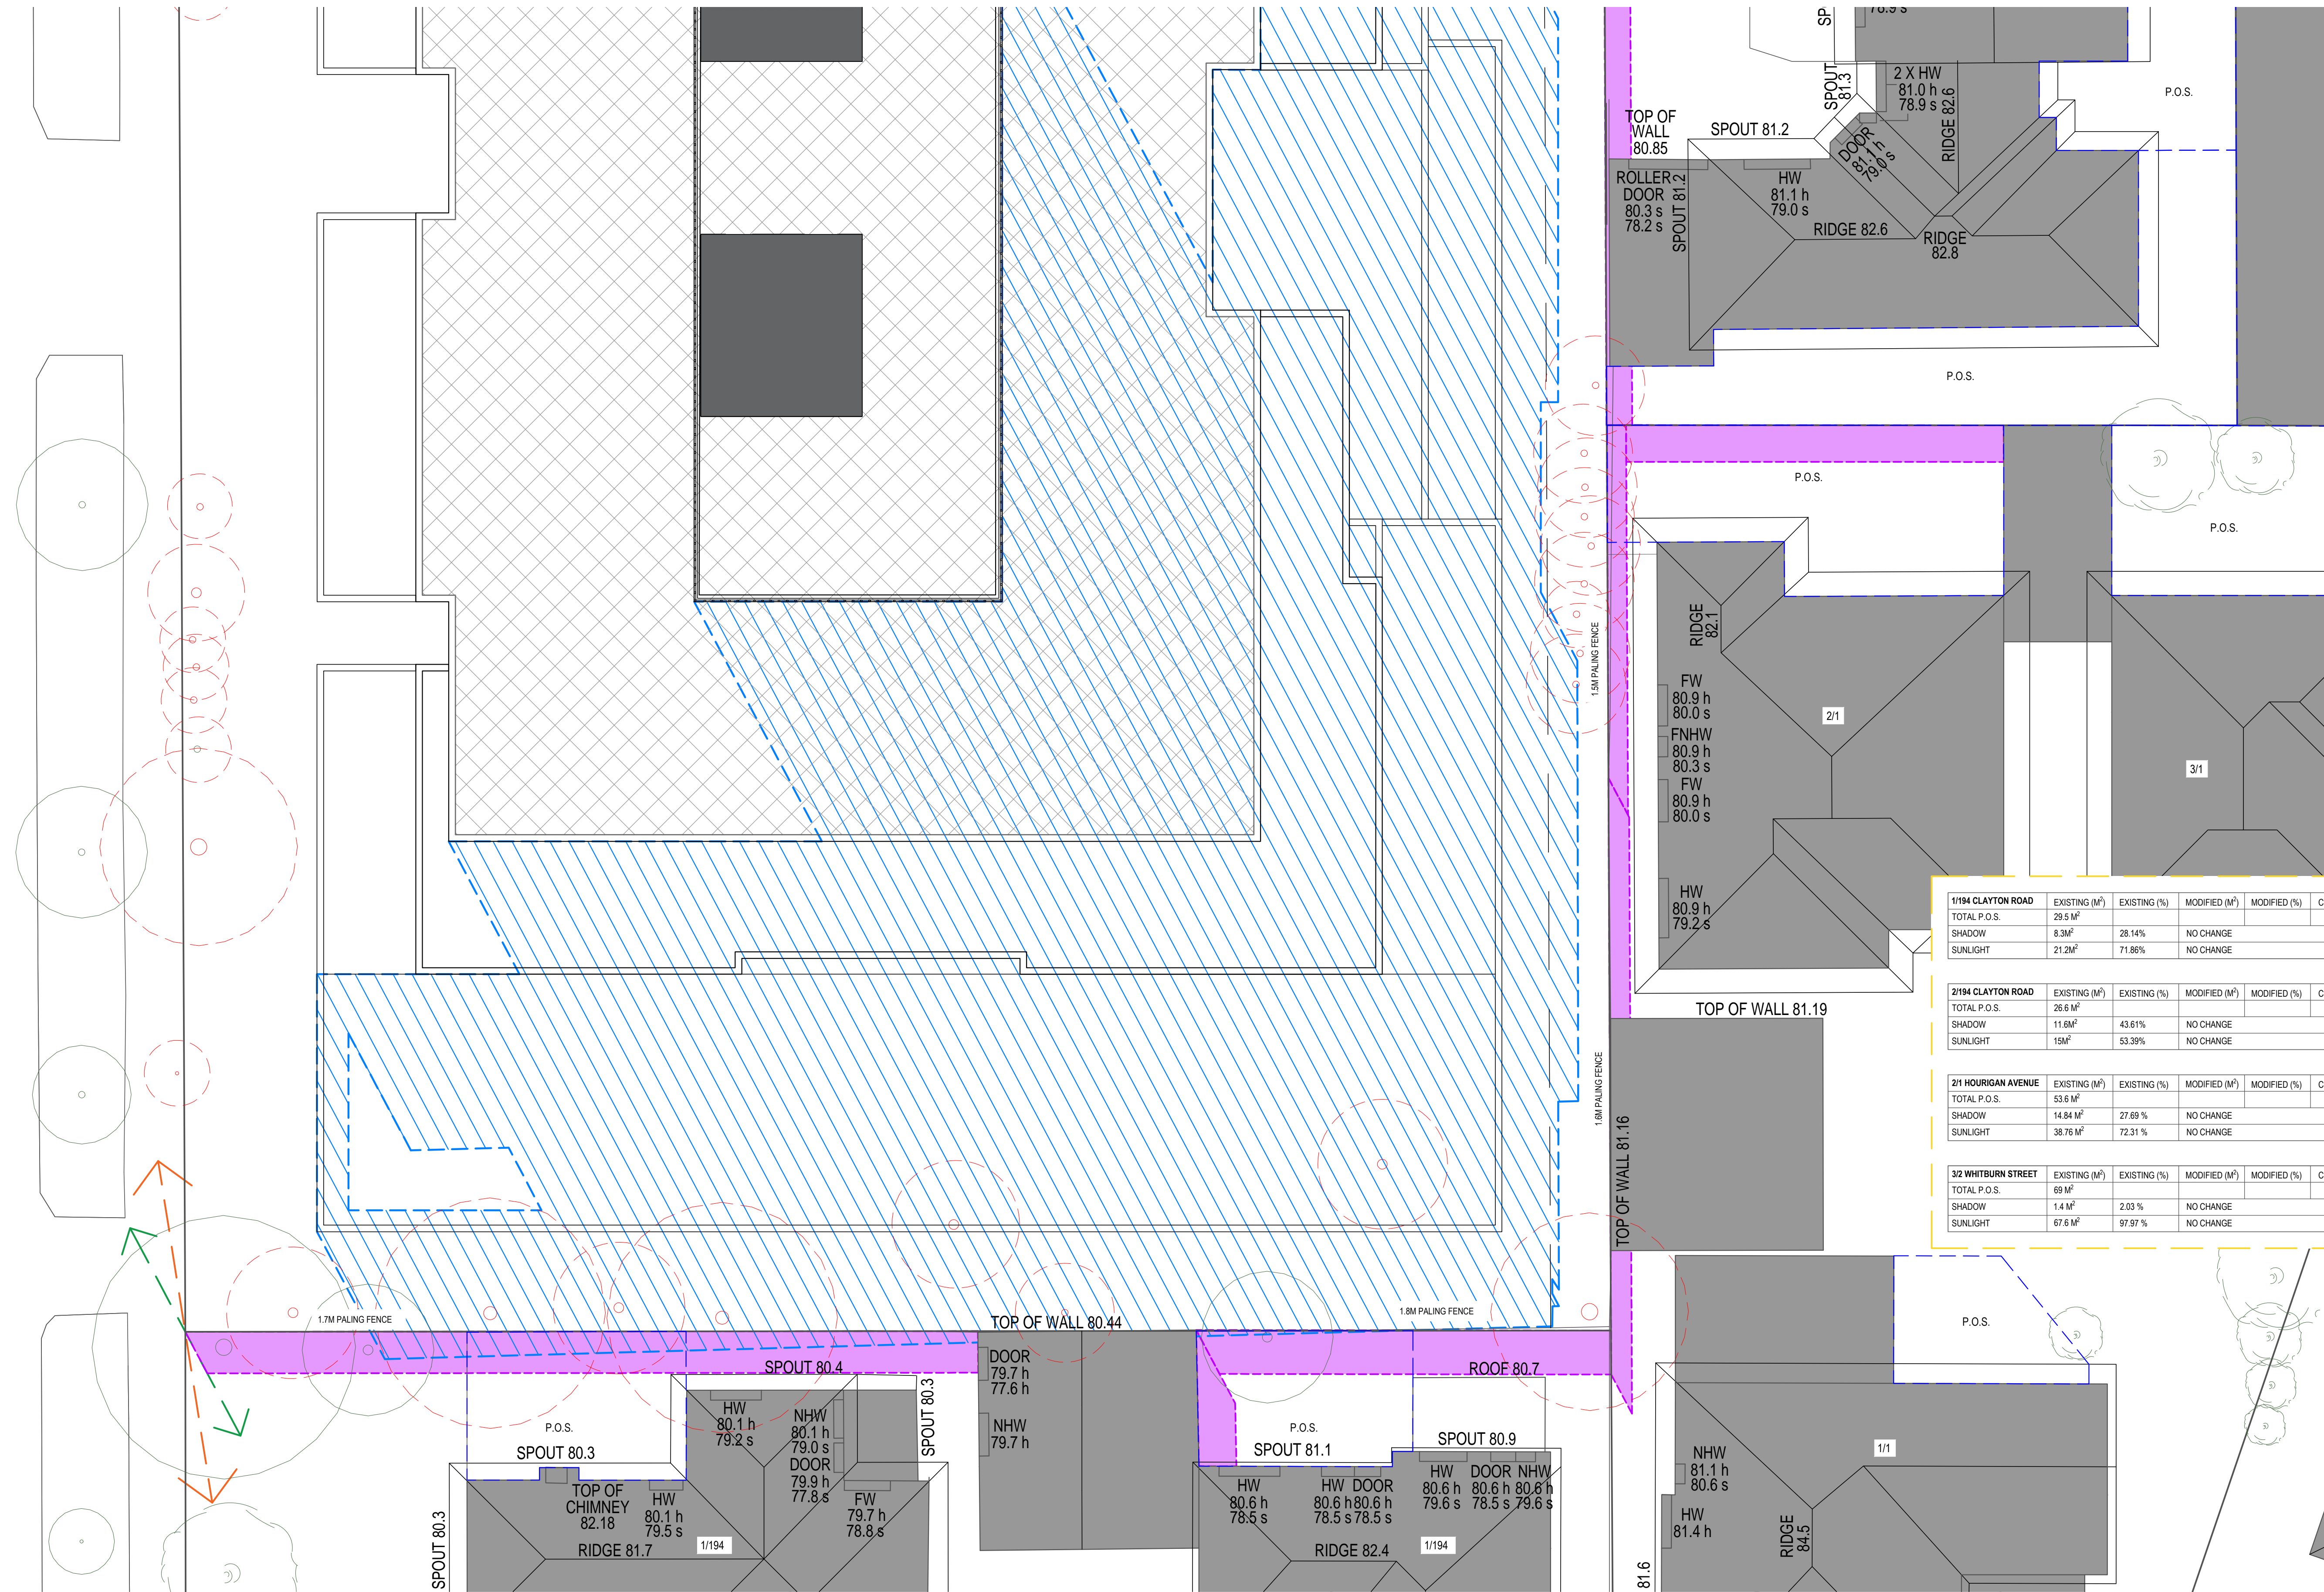 SPOUT
81.3
2 X HW
81.0 h
78.9 s
RIDGE 82.6
P.O.S.
TOP OF
WALL
80.85
SPOUT 81.2
DOOR
81.1 h
79.0 s
ROLLER
DOOR
80.3 s
78.2 s
SPOUT 81.2
HW
81.1 h
79.0 s
RIDGE 82.6
RIDGE
82.8
P.O.S.
P.O.S.
P.O.S.
RIDGE
82.1
1.5M PALING FENCE
FW
80.9 h
80.0 s
FNHW
80.9 h
80.3 s
FW
80.9 h
80.0 s
2/1
3/1
HW
80.9 h
79.2 s
TOP OF WALL 81.19
1.6M PALING FENCE
TOP OF WALL 81.16
1/194 CLAYTON ROAD EXISTING (M²) EXISTING (%) MODIFIED (M²) MODIFIED (%) C
TOTAL P.O.S. 29.5 M²
SHADOW 8.3M² 28.14% NO CHANGE
SUNLIGHT 21.2M² 71.86% NO CHANGE
2/194 CLAYTON ROAD EXISTING (M²) EXISTING (%) MODIFIED (M²) MODIFIED (%) C
TOTAL P.O.S. 26.6 M²
SHADOW 11.6M² 43.61% NO CHANGE
SUNLIGHT 15M² 53.39% NO CHANGE
2/1 HOURIGAN AVENUE EXISTING (M²) EXISTING (%) MODIFIED (M²) MODIFIED (%) C
TOTAL P.O.S. 53.6 M²
SHADOW 14.84 M² 27.69 % NO CHANGE
SUNLIGHT 38.76 M² 72.31 % NO CHANGE
3/2 WHITBURN STREET EXISTING (M²) EXISTING (%) MODIFIED (M²) MODIFIED (%) C
TOTAL P.O.S. 69 M²
SHADOW 1.4 M² 2.03 % NO CHANGE
SUNLIGHT 67.6 M² 97.97 % NO CHANGE
1.7M PALING FENCE
TOP OF WALL 80.44
1.8M PALING FENCE
P.O.S.
SPOUT 80.4
DOOR
79.7 h
77.6 h
ROOF 80.7
SPOUT 80.3
P.O.S.
SPOUT 80.3
HW
80.1 h
79.2 s
NHW
80.1 h
79.0 s
DOOR
79.9 h
77.8 s
NHW
79.7 h
P.O.S.
SPOUT 81.1
SPOUT 80.9
1/1
NHW
81.1 h
80.6 s
HW
81.4 h
TOP OF
CHIMNEY
82.18
HW
80.1 h
79.5 s
FW
79.7 h
78.8 s
HW
80.6 h
78.5 s
HW
80.6 h
78.5 s
DOOR
80.6 h
78.5 s
HW
80.6 h
79.6 s
DOOR
80.6 h
78.5 s
NHW
80.6 h
79.6 s
SPOUT 80.3
RIDGE 81.7
1/194
RIDGE 82.4
1/194
RIDGE
84.5
81.6